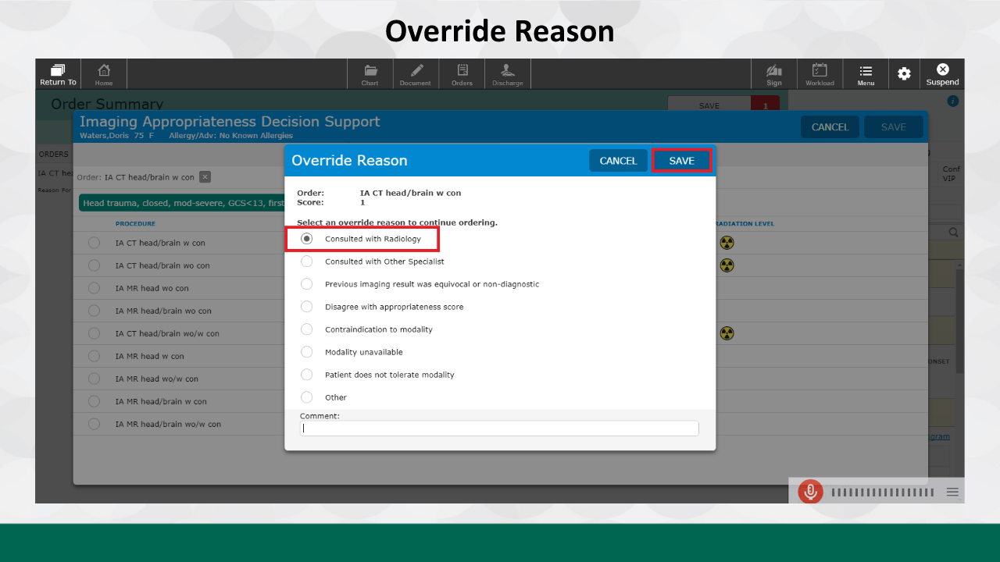 Override Reason
Return To
Home
Chart
Document
Orders
Discharge
Sign
Workload
Menu
Suspend
Order Summary
SAVE
1
Imaging Appropriateness Decision Support
Waters,Doris 75 F Allergy/Adv: No Known Allergies
CANCEL
SAVE
ORDERS
IA CT he
Reason For
Conf
VIP
Order: IA CT head/brain w con
Head trauma, closed, mod-severe, GCS<13, first
PROCEDURE
RADIATION LEVEL
IA CT head/brain w con
IA CT head/brain wo con
IA MR head wo con
IA MR head/brain wo con
IA CT head/brain wo/w con
IA MR head w con
IA MR head wo/w con
IA MR head/brain w con
IA MR head/brain wo/w con
ONSET
gram
Override Reason
CANCEL
SAVE
Order: IA CT head/brain w con
Score: 1
Select an override reason to continue ordering.
Consulted with Radiology
Consulted with Other Specialist
Previous imaging result was equivocal or non-diagnostic
Disagree with appropriateness score
Contraindication to modality
Modality unavailable
Patient does not tolerate modality
Other
Comment: